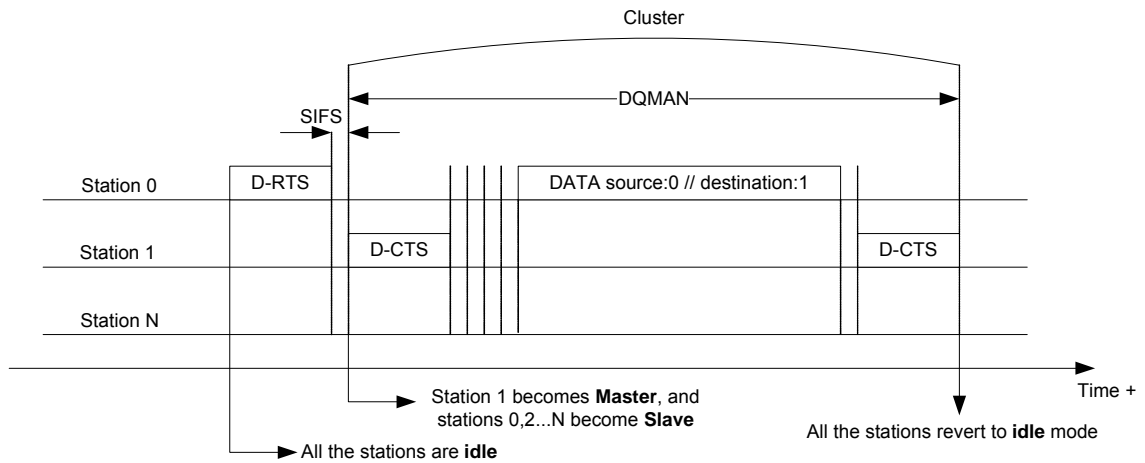 Cluster
DQMAN
SIFS
Station 0
D-RTS
DATA source:0 // destination:1
Station 1
D-CTS
D-CTS
Station N
Time +
Station 1 becomes Master, and
stations 0,2...N become Slave
All the stations revert to idle mode
All the stations are idle